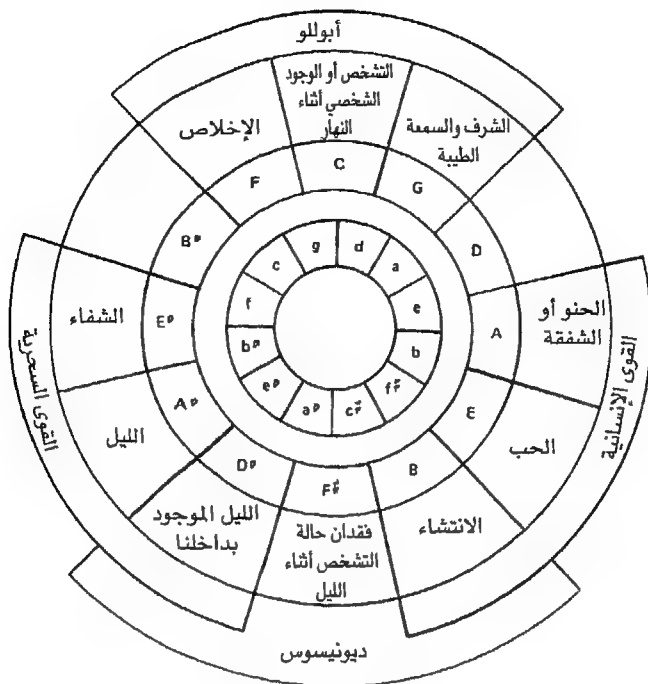 أبوللو
التشخص أو الوجود
الشخصي أثناء
النهار
الإخلاص
الشرف والسمعة
الطيبة
C
F
G
B♭
D
g
d
c
a
الشفاء
E♭
f
e
A
الحنو أو
الشفقة
القوى السحرية
القوى الإنسانية
b♭
b
e♭
f♯
a♭
c♯
الليل
A♭
E
الحب
D♭
B
F♯
الليل الموجود
بداخلنا
فقدان حالة
التشخص أثناء
الليل
الانتشاء
ديونيسوس